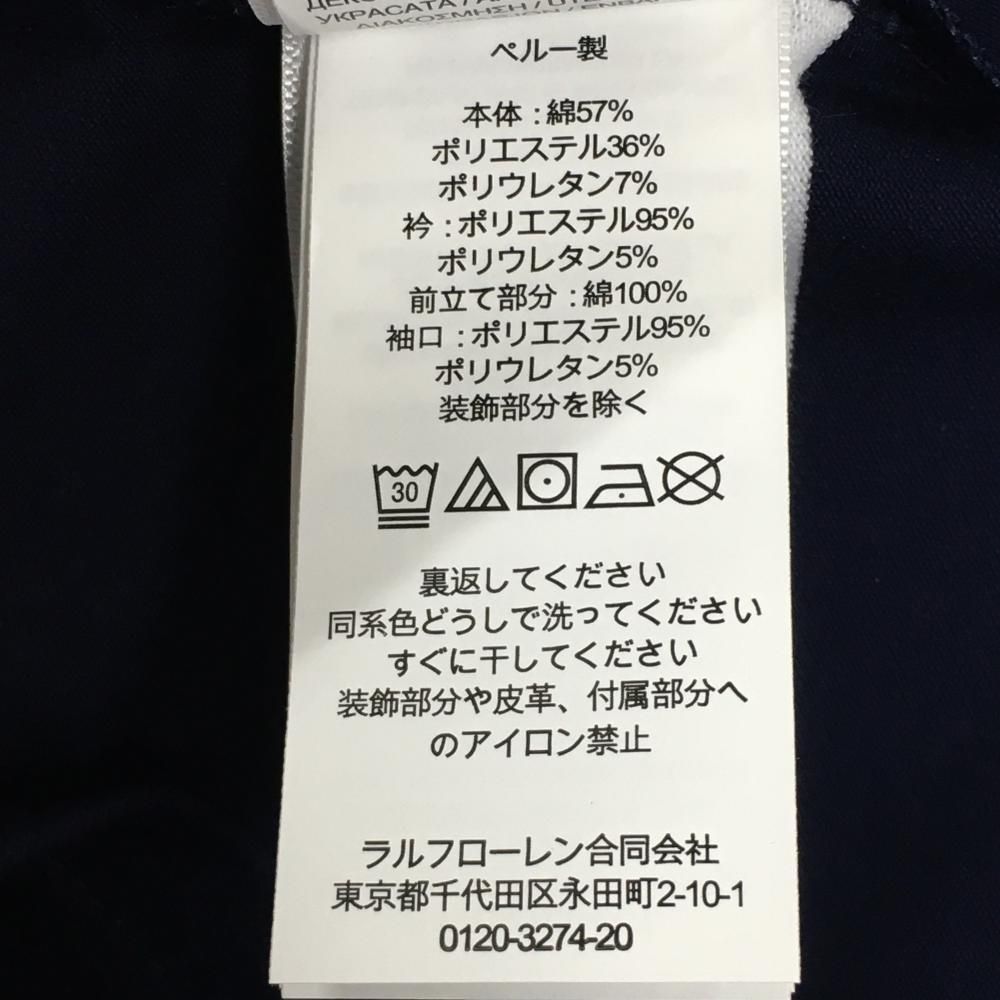 УКРАСАТА /
ペルー製
本体 : 綿57%
ポリエステル36%
ポリウレタン7%
衿 : ポリエステル95%
ポリウレタン5%
前立て部分 : 綿100%
袖口 : ポリエステル95%
ポリウレタン5%
装飾部分を除く
30
裏返してください
同系色どうしで洗ってください
すぐに干してください
装飾部分や皮革、付属部分へ
のアイロン禁止
ラルフローレン合同会社
東京都千代田区永田町2-10-1
0120-3274-20